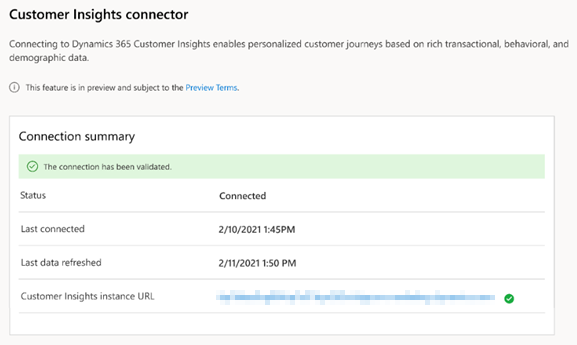 Customer Insights connector
Connecting to Dynamics 365 Customer Insights enables personalized customer journeys based on rich transactional, behavioral, and
demographic data.
This feature is in preview and subject to the Preview Terms.
Connection summary
The connection has been validated.
Status Connected
Last connected 2/10/2021 1:45PM
Last data refreshed 2/11/2021 1:50 PM
Customer Insights instance URL